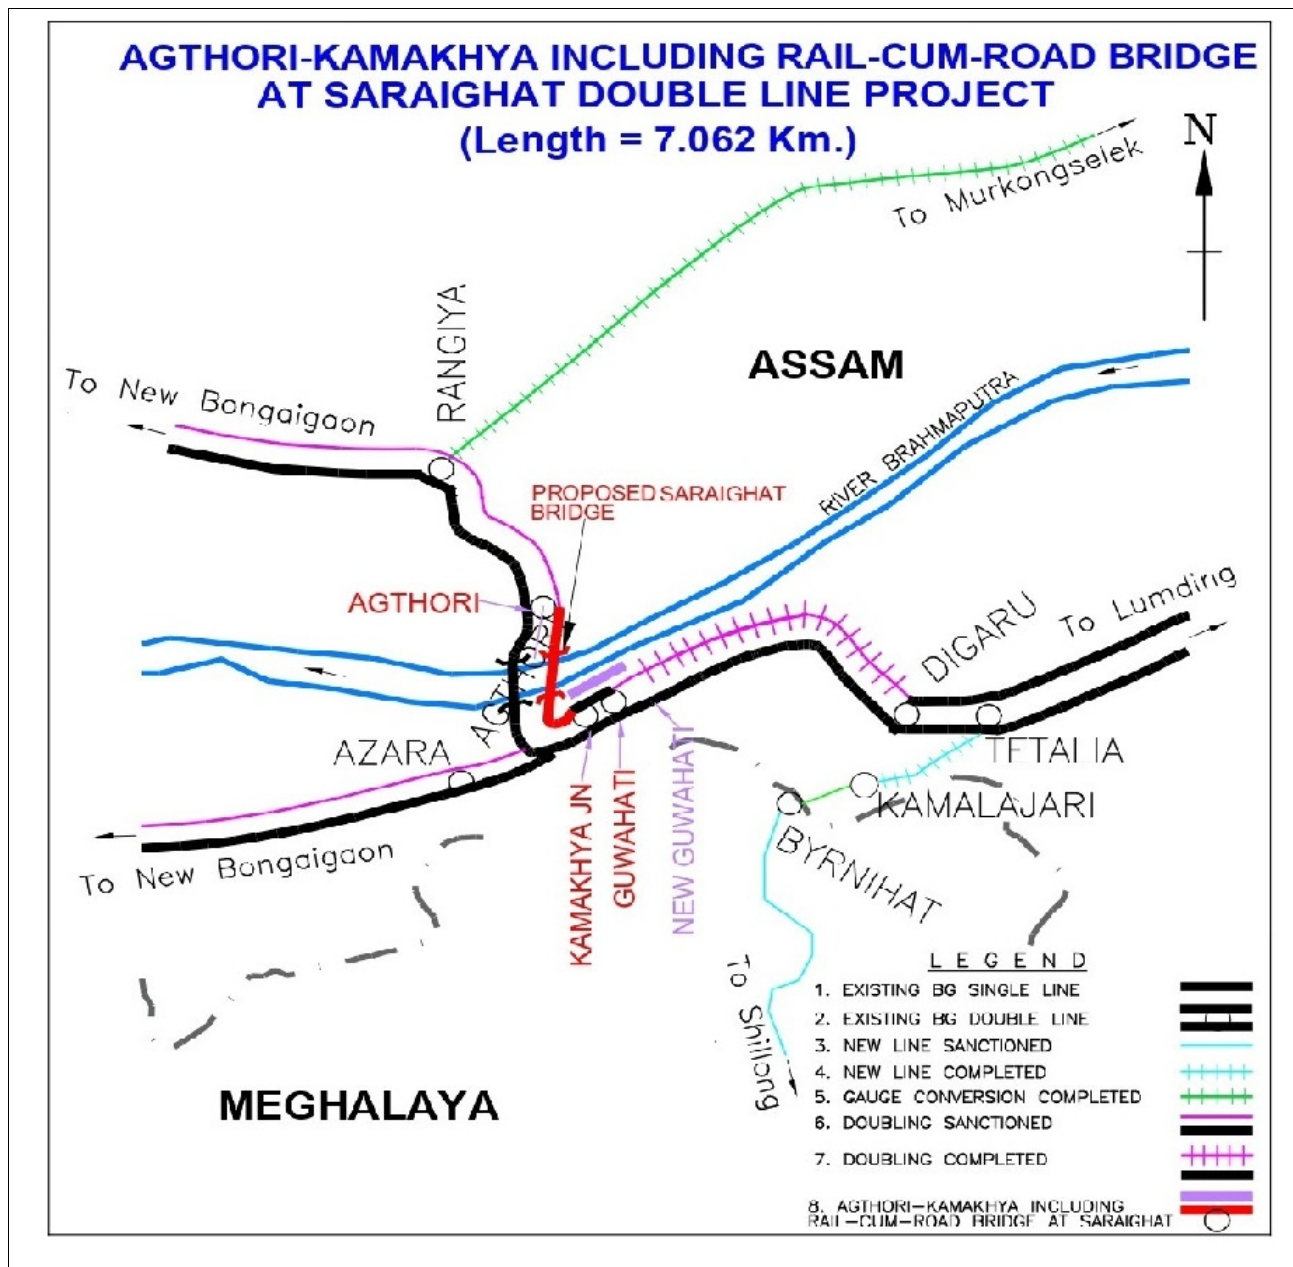 AGTHORI-KAMAKHYA INCLUDING RAIL-CUM-ROAD BRIDGE
AT SARAIGHAT DOUBLE LINE PROJECT
(Length = 7.062 Km.)
N
To Murkongselek
RANGIYA
ASSAM
To New Bongaigaon
RIVER BRAHMAPUTRA
PROPOSED SARAIGHAT
BRIDGE
AGTHORI
AGTHORI
To Lumding
DIGARU
AZARA
TETALIA
KAMALAJARI
BYRNIHAT
To New Bongaigaon
KAMAKHYA JN
GUWAHATI
NEW GUWAHATI
To Shillong
MEGHALAYA
LEGEND
1. EXISTING BG SINGLE LINE
2. EXISTING BG DOUBLE LINE
3. NEW LINE SANCTIONED
4. NEW LINE COMPLETED
5. GAUGE CONVERSION COMPLETED
6. DOUBLING SANCTIONED
7. DOUBLING COMPLETED
8. AGTHORI-KAMAKHYA INCLUDING
RAIL-CUM-ROAD BRIDGE AT SARAIGHAT